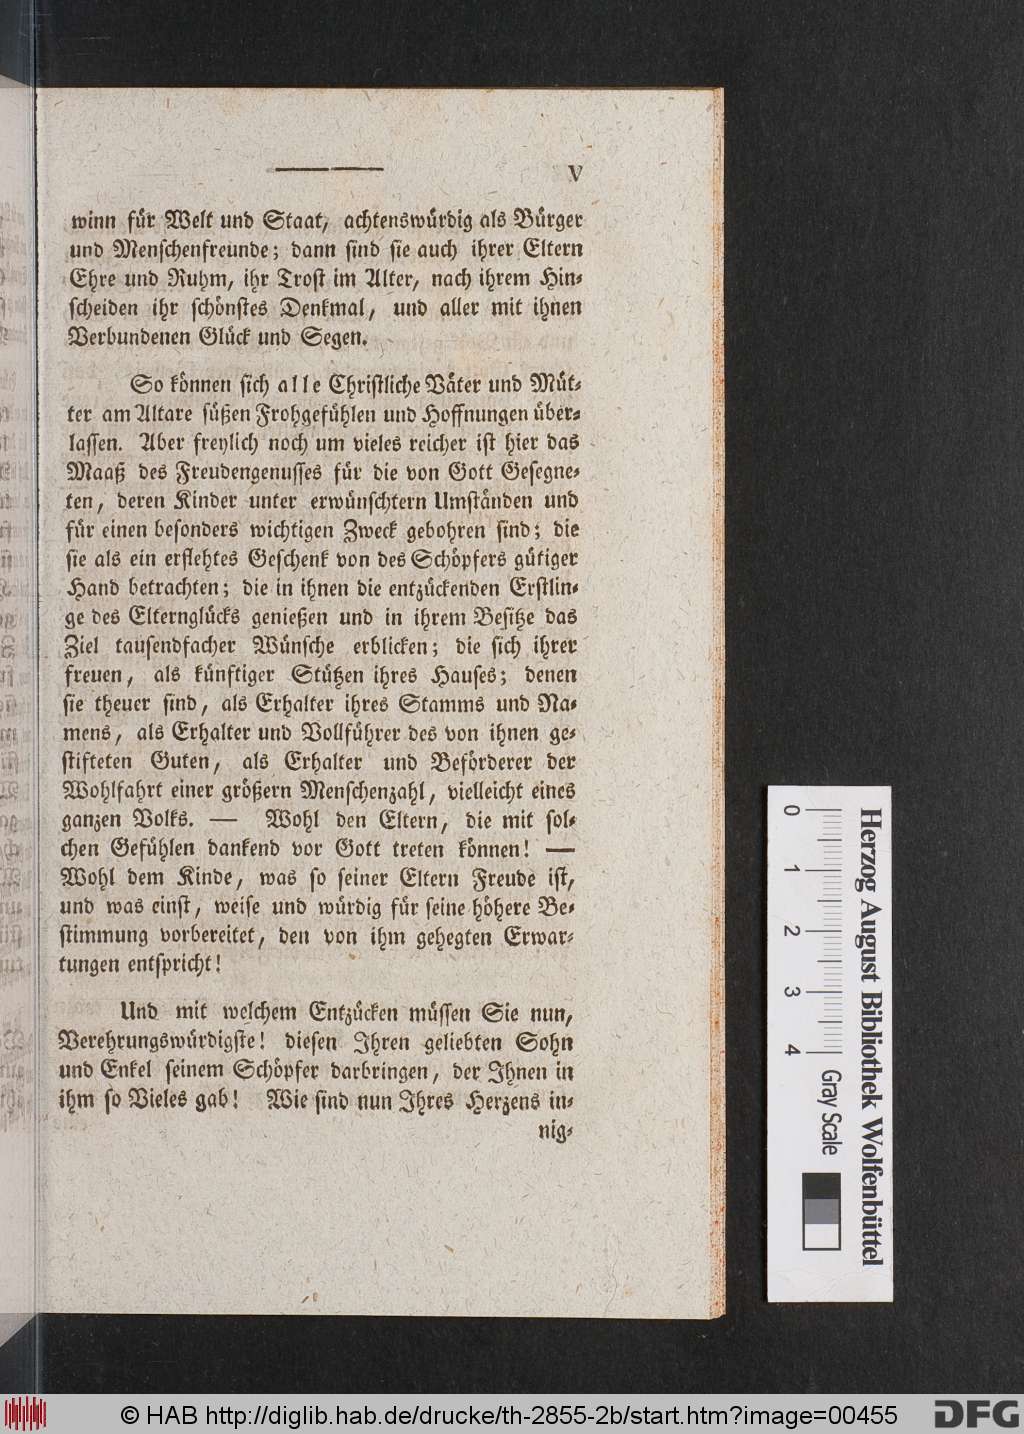 V
winn für Welt und Staat, achtenswürdig als Bürger
und Menschenfreunde; dann sind sie auch ihrer Eltern
Ehre und Ruhm, ihr Trost im Alter, nach ihrem Hin-
scheiden ihr schönstes Denkmal, und aller mit ihnen
Verbundenen Glück und Segen.
So können sich alle Christliche Väter und Müt-
ter am Altare süßen Frohgefühlen und Hoffnungen über-
lassen. Aber freylich noch um vieles reicher ist hier das
Maaß des Freudengenusses für die von Gott Gesegne-
ten, deren Kinder unter erwünschtern Umständen und
für einen besonders wichtigen Zweck gebohren sind; die
sie als ein erflehtes Geschenk von des Schöpfers gütiger
Hand betrachten; die in ihnen die entzückenden Erstlin-
ge des Elternglücks genießen und in ihrem Besitze das
Ziel tausendfacher Wünsche erblicken; die sich ihrer
freuen, als künftiger Stützen ihres Hauses; denen
sie theuer sind, als Erhalter ihres Stamms und Na-
mens, als Erhalter und Vollführer des von ihnen ge-
stifteten Guten, als Erhalter und Beförderer der
Wohlfahrt einer größern Menschenzahl, vielleicht eines
ganzen Volks. — Wohl den Eltern, die mit sol-
chen Gefühlen dankend vor Gott treten können! —
Wohl dem Kinde, was so seiner Eltern Freude ist,
und was einst, weise und würdig für seine höhere Be-
stimmung vorbereitet, den von ihm gehegten Erwar-
tungen entspricht!
Und mit welchem Entzücken müssen Sie nun,
Verehrungswürdigste! diesen Ihren geliebten Sohn
und Enkel seinem Schöpfer darbringen, der Ihnen in
ihm so Vieles gab! Wie sind nun Ihres Herzens in-
nig-
0 1 2 3 4 Gray Scale
Herzog August Bibliothek Wolfenbüttel
© HAB http://diglib.hab.de/drucke/th-2855-2b/start.htm?image=00455
DFG